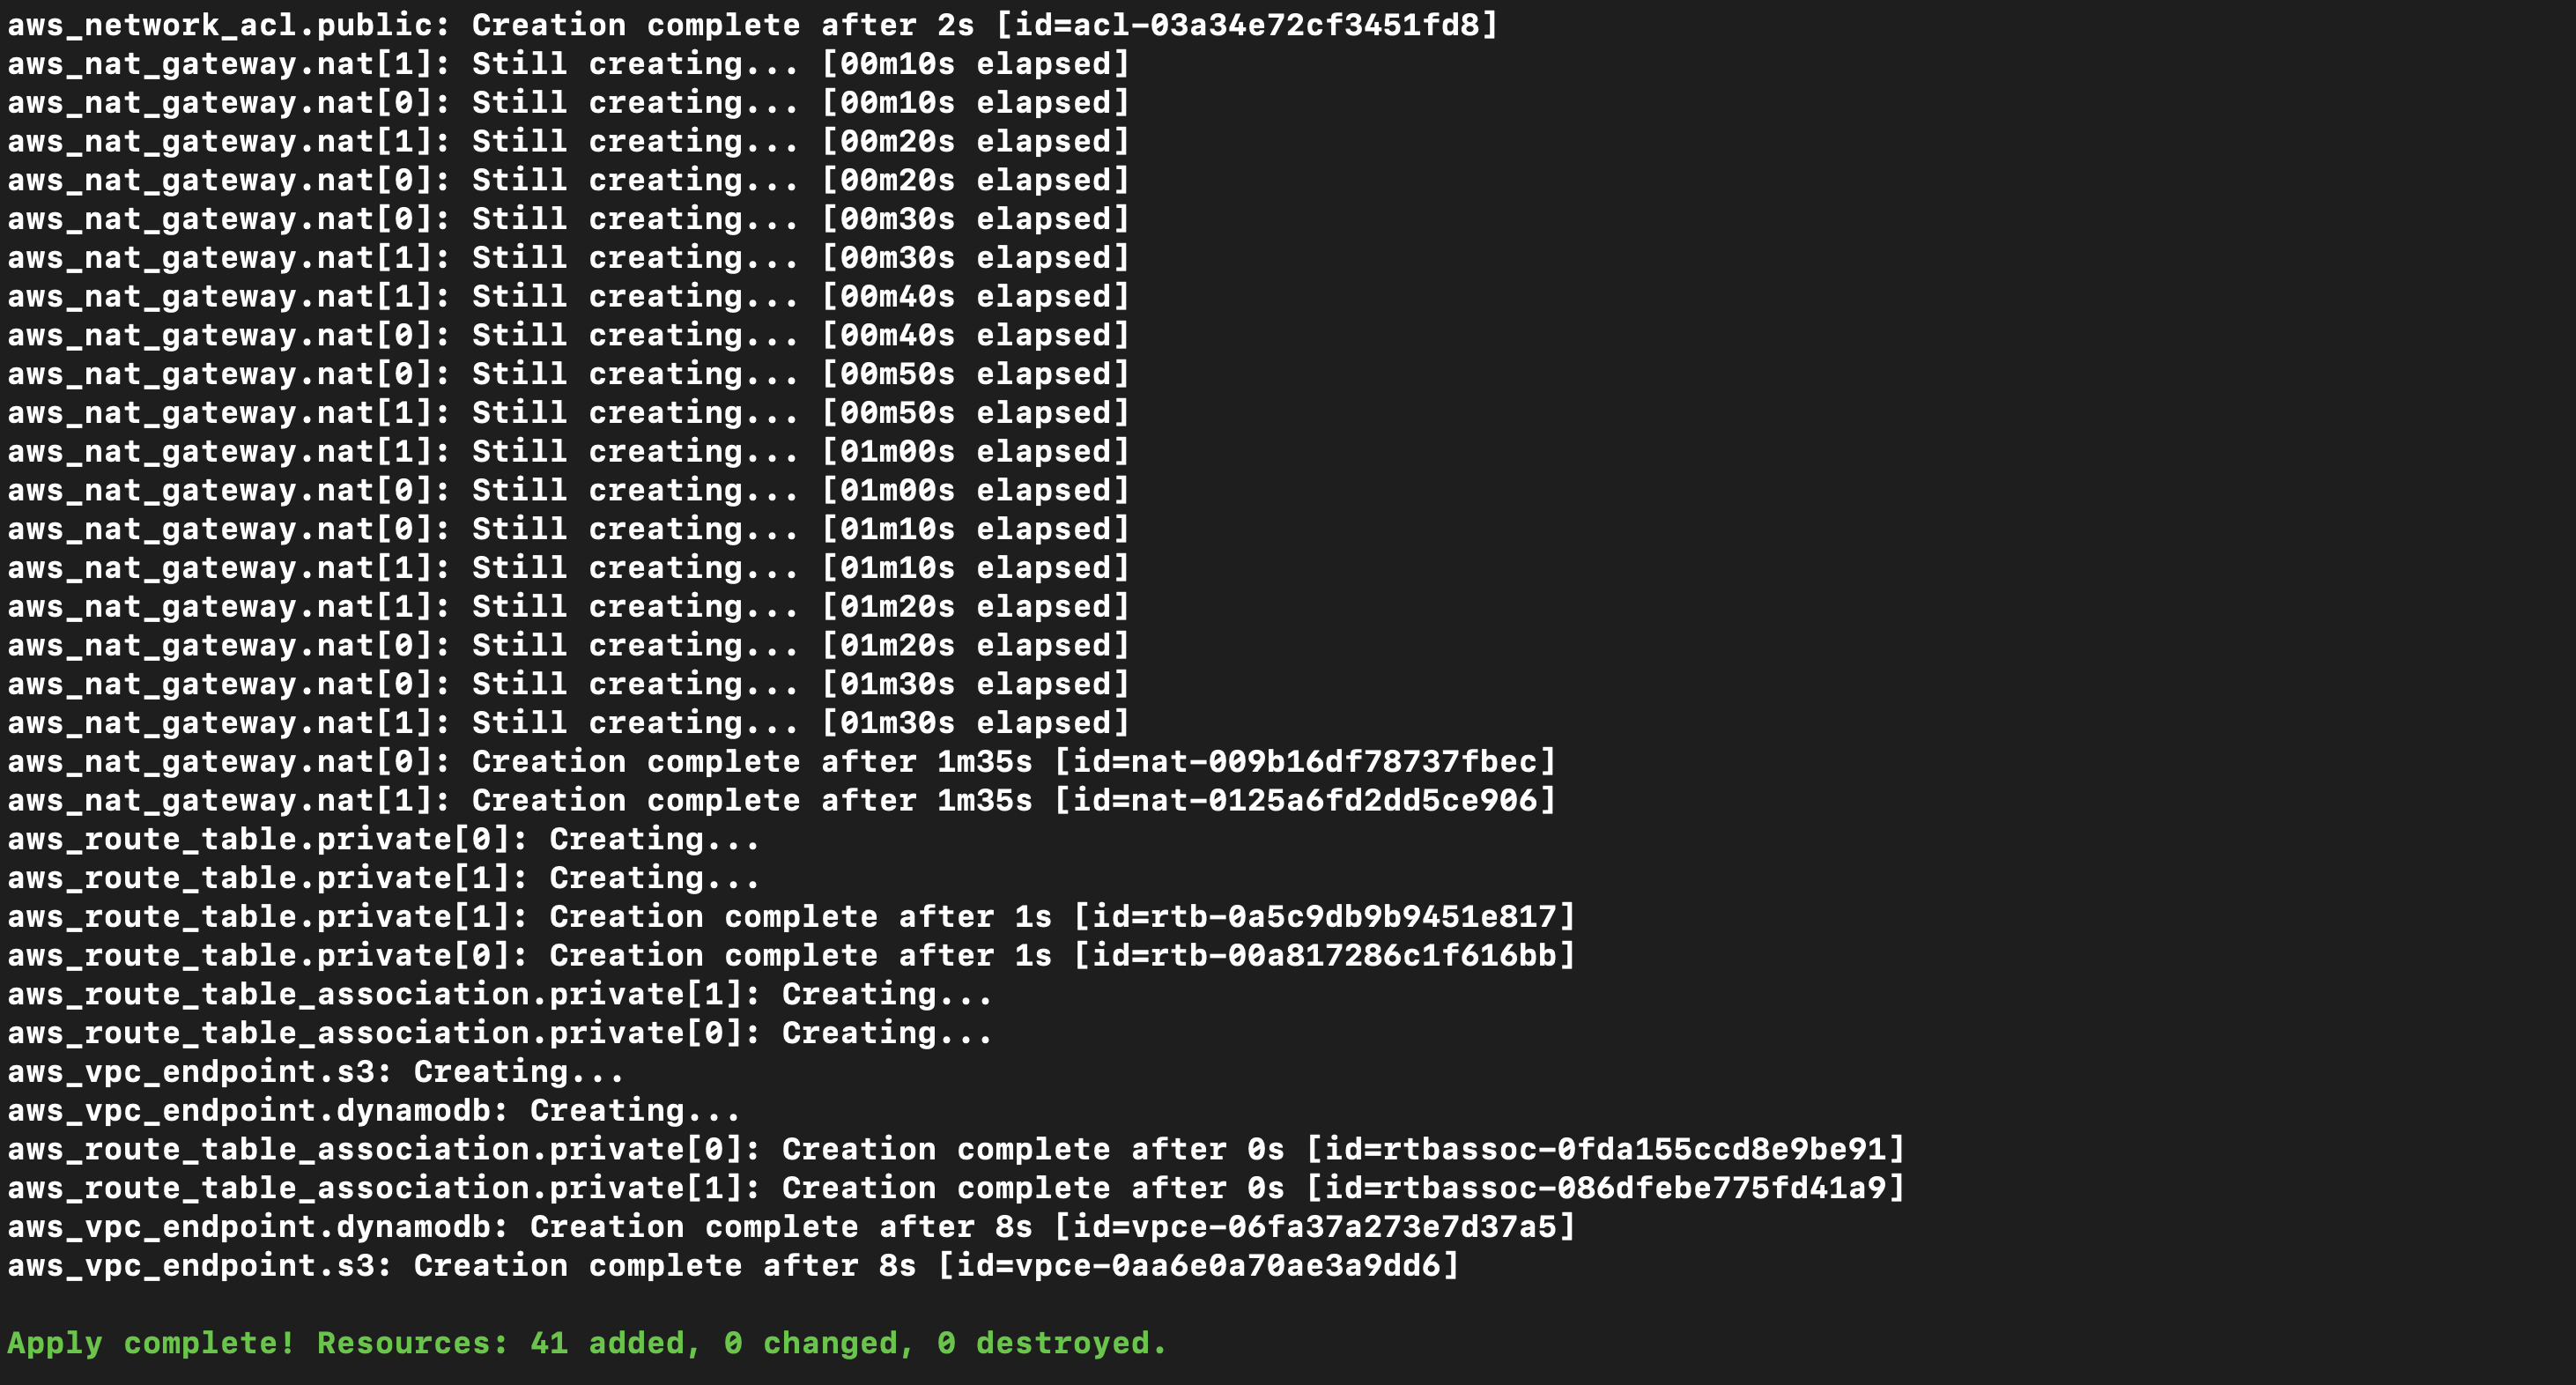 aws_network_acl.public: Creation complete after 2s [id=acl-03a34e72cf3451fd8]
aws_nat_gateway.nat[1]: Still creating... [00m10s elapsed]
aws_nat_gateway.nat[0]: Still creating... [00m10s elapsed]
aws_nat_gateway.nat[1]: Still creating... [00m20s elapsed]
aws_nat_gateway.nat[0]: Still creating... [00m20s elapsed]
aws_nat_gateway.nat[0]: Still creating... [00m30s elapsed]
aws_nat_gateway.nat[1]: Still creating... [00m30s elapsed]
aws_nat_gateway.nat[1]: Still creating... [00m40s elapsed]
aws_nat_gateway.nat[0]: Still creating... [00m40s elapsed]
aws_nat_gateway.nat[0]: Still creating... [00m50s elapsed]
aws_nat_gateway.nat[1]: Still creating... [00m50s elapsed]
aws_nat_gateway.nat[1]: Still creating... [01m00s elapsed]
aws_nat_gateway.nat[0]: Still creating... [01m00s elapsed]
aws_nat_gateway.nat[0]: Still creating... [01m10s elapsed]
aws_nat_gateway.nat[1]: Still creating... [01m10s elapsed]
aws_nat_gateway.nat[1]: Still creating... [01m20s elapsed]
aws_nat_gateway.nat[0]: Still creating... [01m20s elapsed]
aws_nat_gateway.nat[0]: Still creating... [01m30s elapsed]
aws_nat_gateway.nat[1]: Still creating... [01m30s elapsed]
aws_nat_gateway.nat[0]: Creation complete after 1m35s [id=nat-009b16df78737fbec]
aws_nat_gateway.nat[1]: Creation complete after 1m35s [id=nat-0125a6fd2dd5ce906]
aws_route_table.private[0]: Creating...
aws_route_table.private[1]: Creating...
aws_route_table.private[1]: Creation complete after 1s [id=rtb-0a5c9db9b9451e817]
aws_route_table.private[0]: Creation complete after 1s [id=rtb-00a817286c1f616bb]
aws_route_table_association.private[1]: Creating...
aws_route_table_association.private[0]: Creating...
aws_vpc_endpoint.s3: Creating...
aws_vpc_endpoint.dynamodb: Creating...
aws_route_table_association.private[0]: Creation complete after 0s [id=rtbassoc-0fda155ccd8e9be91]
aws_route_table_association.private[1]: Creation complete after 0s [id=rtbassoc-086dfebe775fd41a9]
aws_vpc_endpoint.dynamodb: Creation complete after 8s [id=vpce-06fa37a273e7d37a5]
aws_vpc_endpoint.s3: Creation complete after 8s [id=vpce-0aa6e0a70ae3a9dd6]
Apply complete! Resources: 41 added, 0 changed, 0 destroyed.